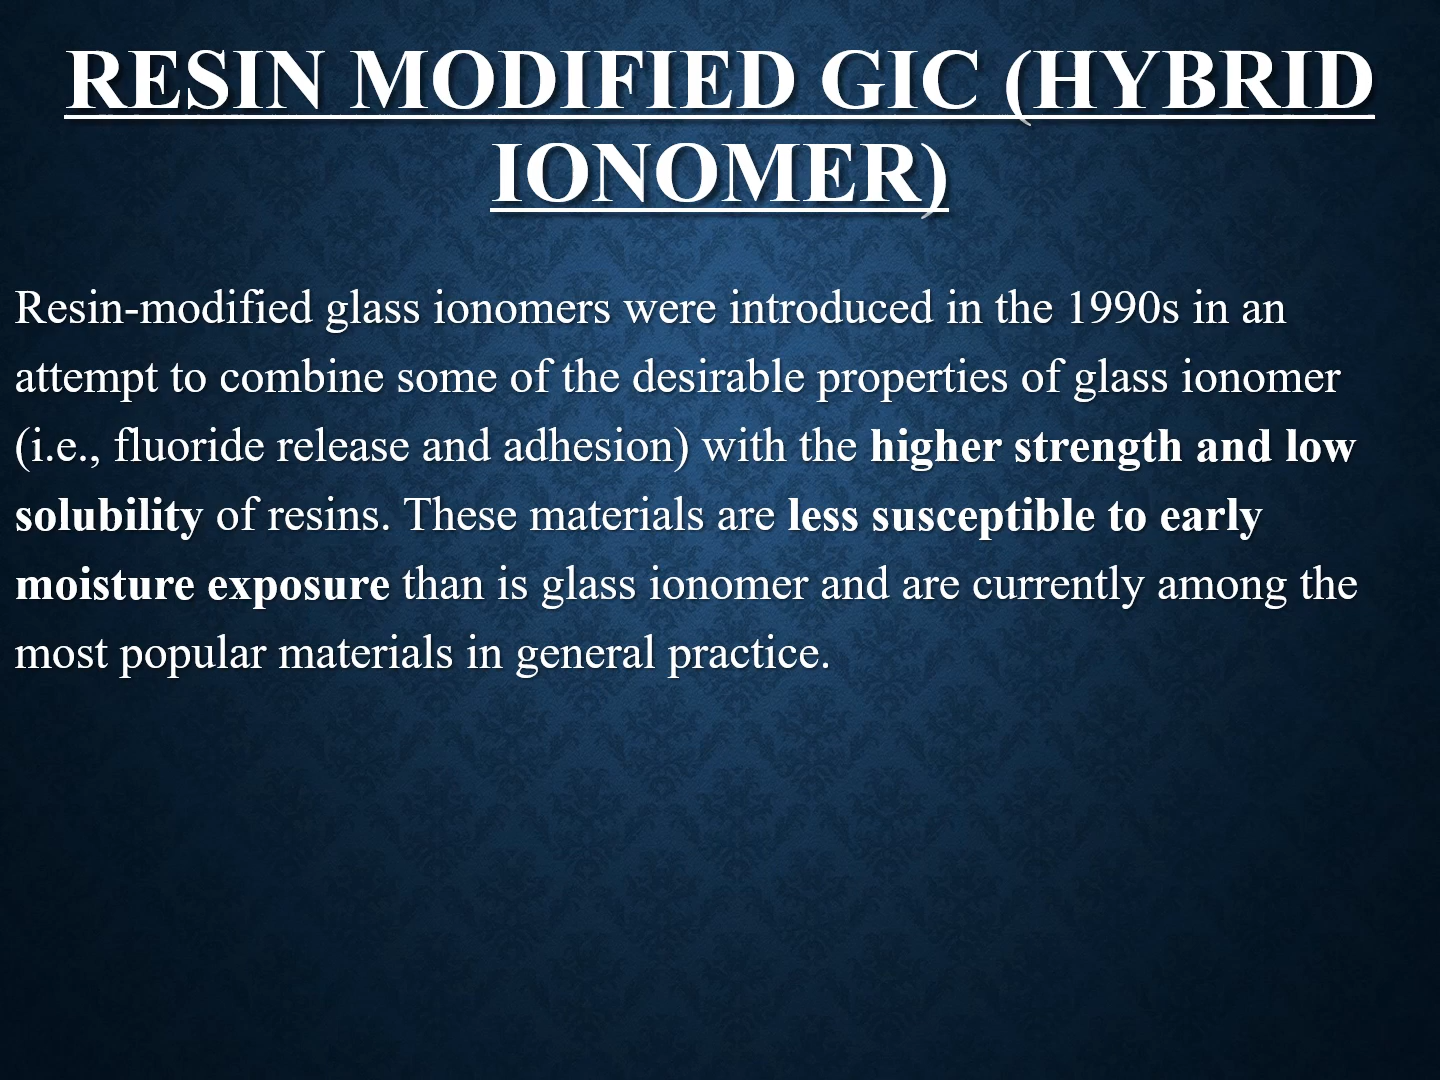 RESIN MODIFIED GIC (HYBRID
IONOMER)
Resin-modified glass ionomers were introduced in the 1990s in an
attempt to combine some of the desirable properties of glass ionomer
(i.e., fluoride release and adhesion) with the higher strength and low
solubility of resins. These materials are less susceptible to early
moisture exposure than is glass ionomer and are currently among the
most popular materials in general practice.